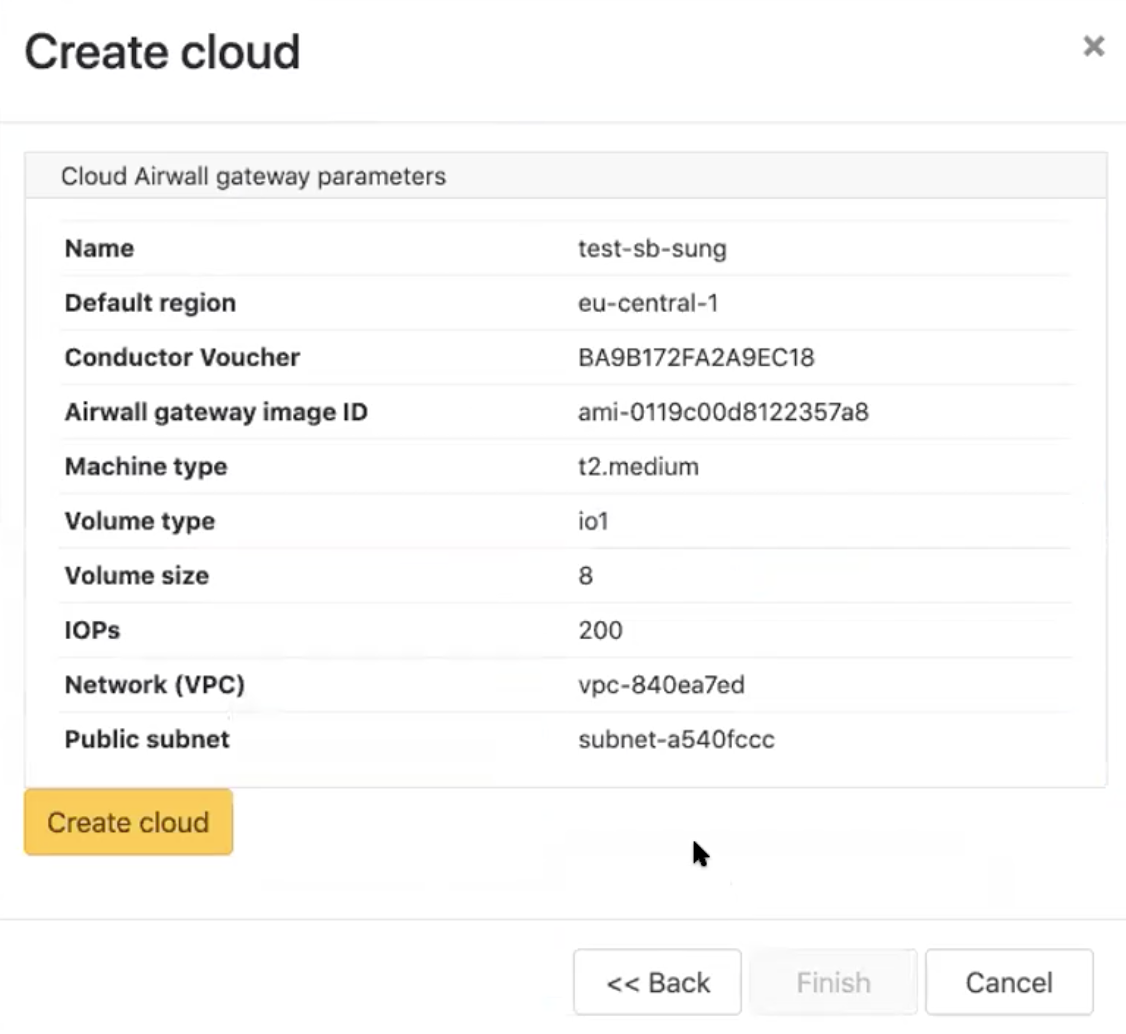 Create cloud
×
Cloud Airwall gateway parameters
Name test-sb-sung
Default region eu-central-1
Conductor Voucher BA9B172FA2A9EC18
Airwall gateway image ID ami-0119c00d8122357a8
Machine type t2.medium
Volume type io1
Volume size 8
IOPs 200
Network (VPC) vpc-840ea7ed
Public subnet subnet-a540fccc
Create cloud
<< Back Finish Cancel